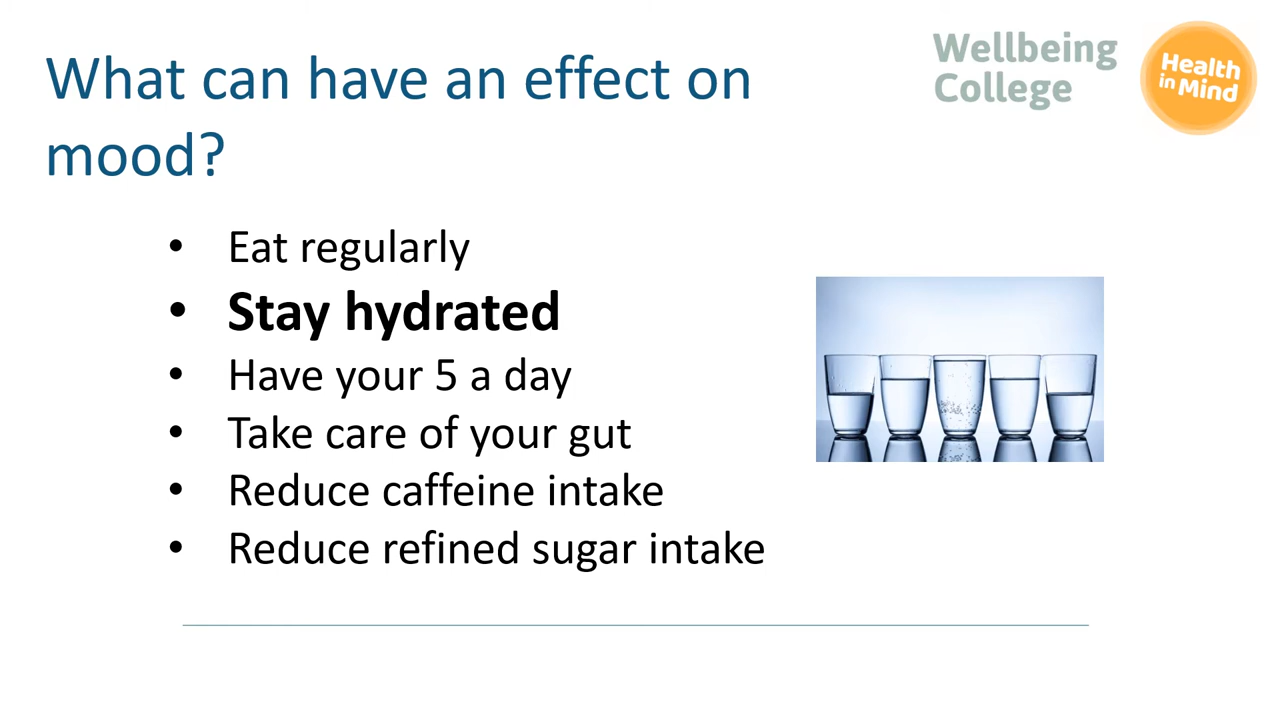 What can have an effect on
mood?
Wellbeing
College
Health
in Mind
• Eat regularly
• Stay hydrated
• Have your 5 a day
• Take care of your gut
• Reduce caffeine intake
• Reduce refined sugar intake